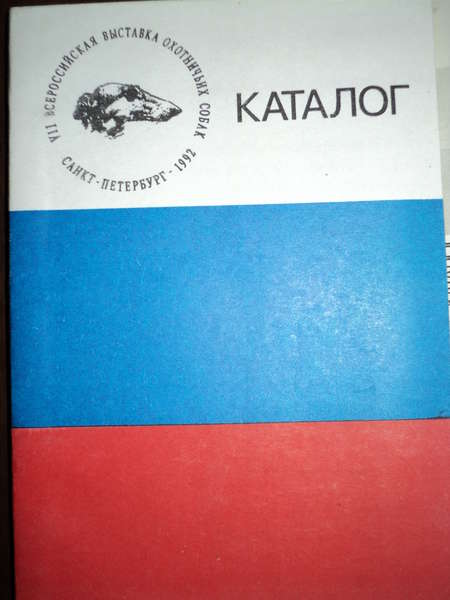 VII ВСЕРОССИЙСКАЯ ВЫСТАВКА ОХОТНИЧЬИХ СОБАК
САНКТ-ПЕТЕРБУРГ-1992
КАТАЛОГ